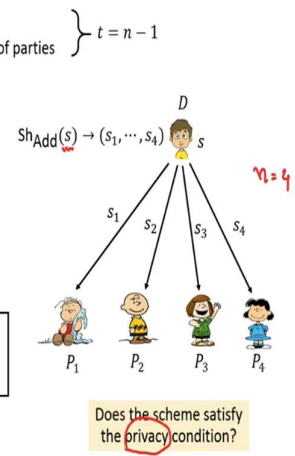 of parties } t = n − 1
D
Sh_Add(s) → (s₁, ⋯, s₄)
s
n=4
s₁ s₂ s₃ s₄
P₁ P₂ P₃ P₄
Does the scheme satisfy
the privacy condition?